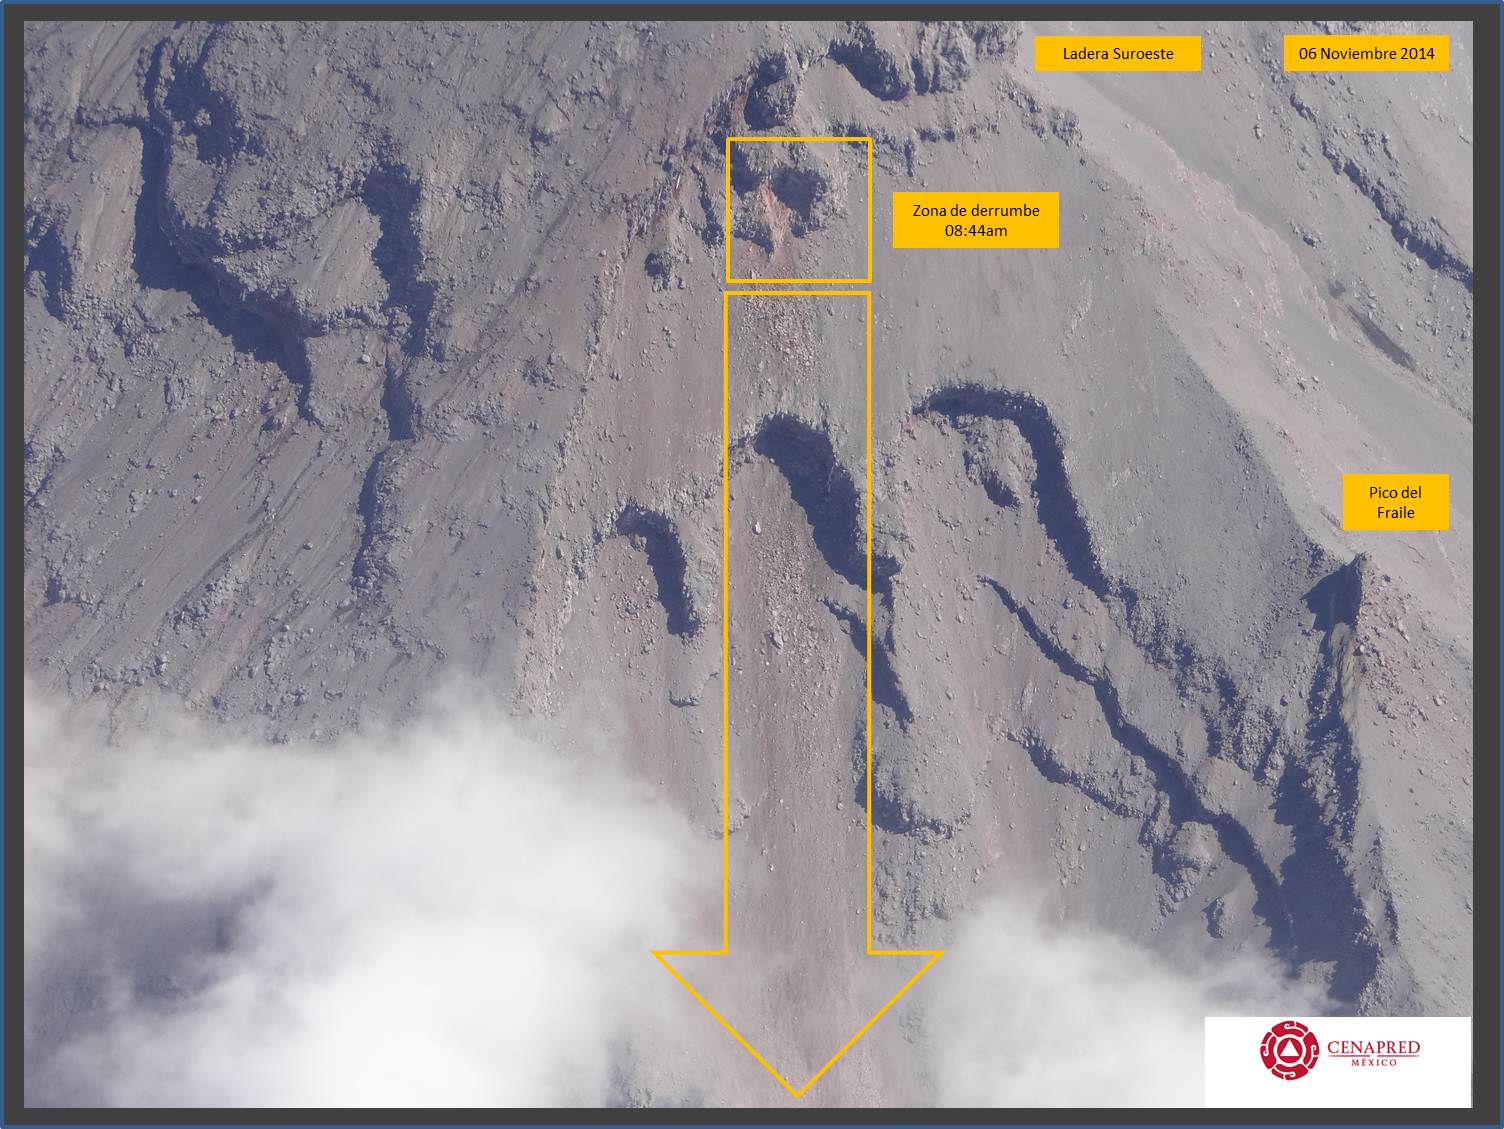 Ladera Suroeste
06 Noviembre 2014
Zona de derrumbe
08:44am
Pico del
Fraile
CENAPRED
MÉXICO